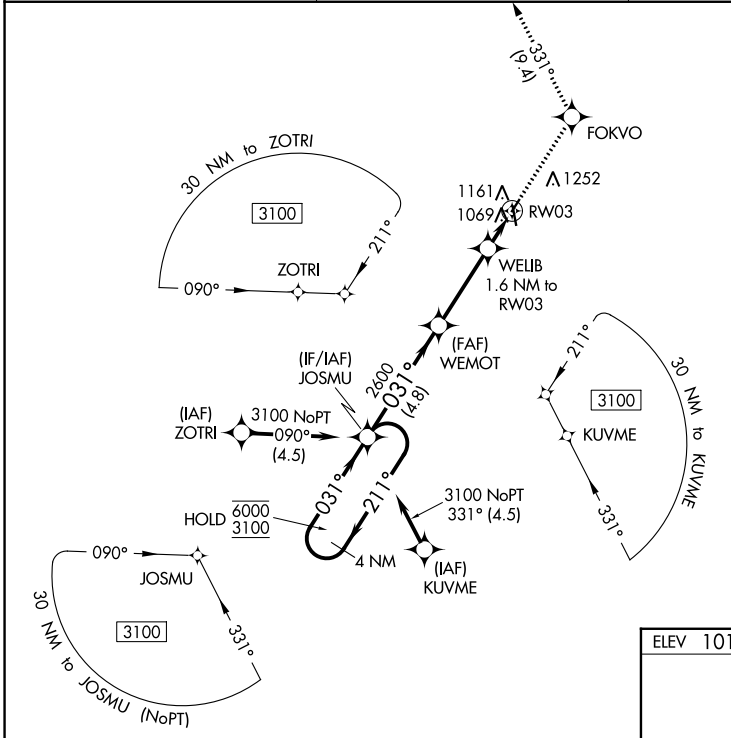 331°
(9.4)
FOKVO
30 NM to ZOTRI
3100
211°
090°
ZOTRI
1161
1252
1069
RW03
WELIB
1.6 NM to
RW03
(FAF)
WEMOT
(IF/IAF)
JOSMU
2600
031°
(4.8)
(IAF)
ZOTRI
3100 NoPT
090°
(4.5)
211°
3100
KUVME
331°
30 NM to KUVME
HOLD
6000
3100
031°
211°
4 NM
3100 NoPT
331° (4.5)
(IAF)
KUVME
090°
JOSMU
3100
331°
30 NM to JOSMU (NoPT)
ELEV 101